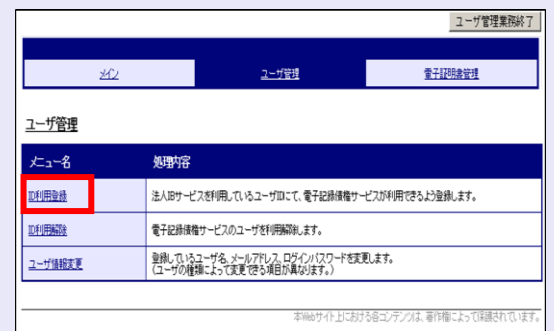 ユーザ管理業務終了
メイン ユーザ管理 電子証明書管理
ユーザ管理
メニュー名 処理内容
ID利用登録 法人IBサービスを利用しているユーザIDにて、電子記録債権サービスが利用できるよう登録します。
ID利用解除 電子記録債権サービスのユーザを利用解除します。
ユーザ情報変更 登録しているユーザ名、メールアドレス、ログインパスワードを変更します。
(ユーザの種類によって変更できる項目が異なります。)
本Webサイト上における各コンテンツは、著作権によって保護されています。